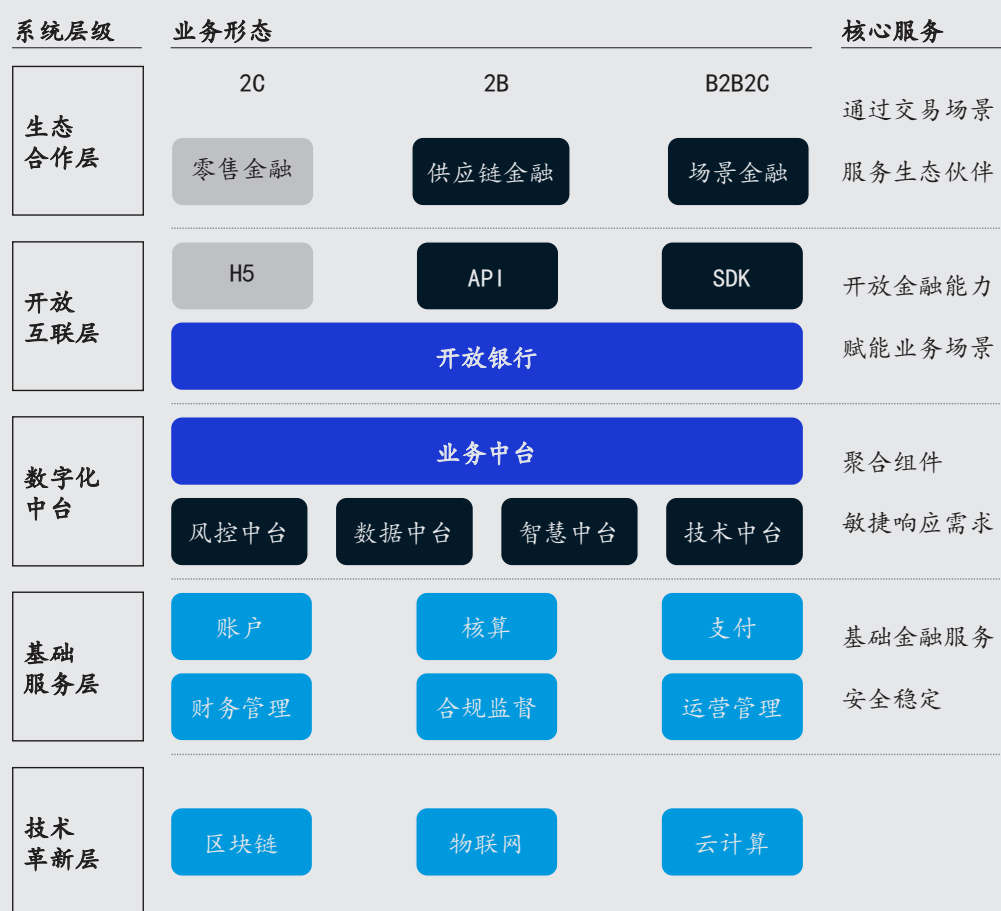 系统层级 业务形态 核心服务
2C 2B B2B2C
生态
合作层
零售金融 供应链金融 场景金融
通过交易场景
服务生态伙伴
开放
互联层
H5 API SDK
开放银行
开放金融能力
赋能业务场景
数字化
中台
业务中台
风控中台 数据中台 智慧中台 技术中台
聚合组件
敏捷响应需求
基础
服务层
账户 核算 支付
财务管理 合规监督 运营管理
基础金融服务
安全稳定
技术
革新层
区块链 物联网 云计算